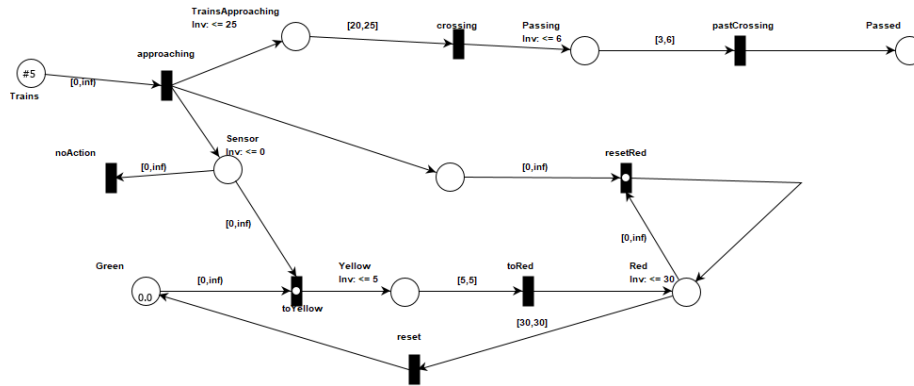 TrainsApproaching
Inv: <= 25
[20,25]
crossing
Passing
Inv: <= 6
[3,6]
pastCrossing
Passed
approaching
#5
[0,inf)
Trains
noAction
[0,inf)
Sensor
Inv: <= 0
[0,inf)
resetRed
[0,inf)
[0,inf)
Green
0.0
[0,inf)
toYellow
Yellow
Inv: <= 5
[5,5]
toRed
Red
Inv: <= 30
[30,30]
reset